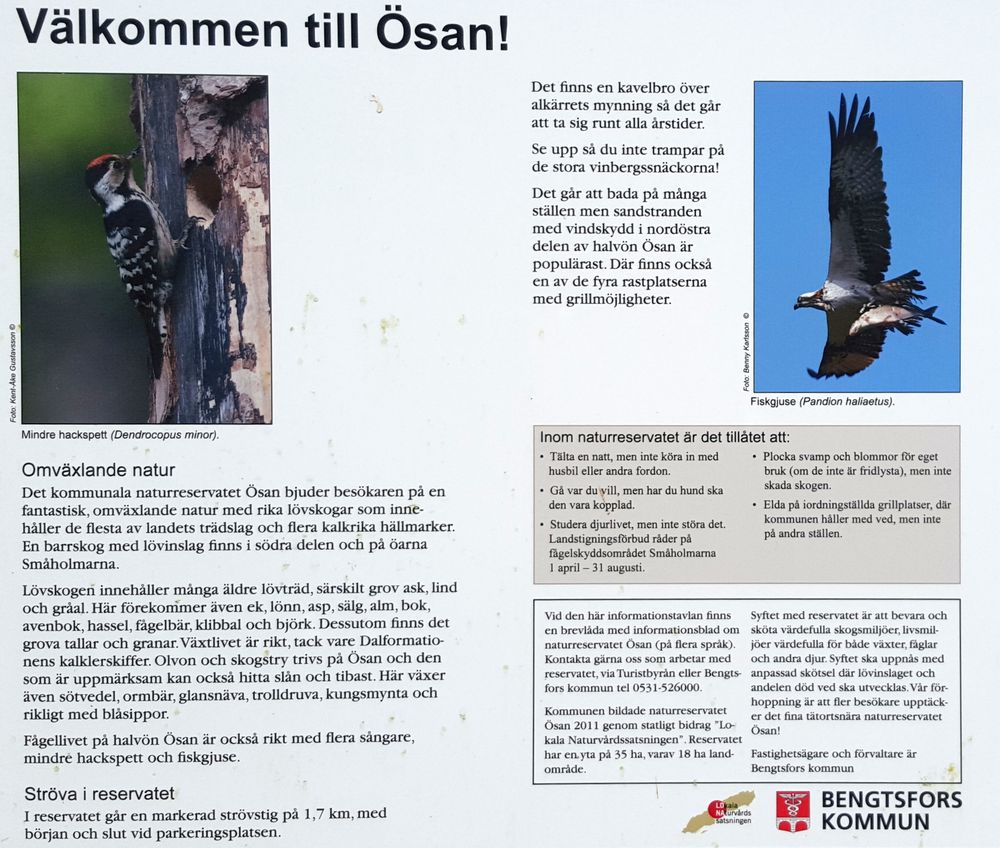 Välkommen till Ösan!
Foto: Kent-Åke Gustavsson ©
Mindre hackspett (Dendrocopus minor).
Omväxlande natur
Det kommunala naturreservatet Ösan bjuder besökaren på en
fantastisk, omväxlande natur med rika lövskogar som inne-
håller de flesta av landets trädslag och flera kalkrika hällmarker.
En barrskog med lövinslag finns i södra delen och på öarna
Småholmarna.
Lövskogen innehåller många äldre lövträd, särskilt grov ask, lind
och gråal. Här förekommer även ek, lönn, asp, sälg, alm, bok,
avenbok, hassel, fågelbär, klibbal och björk. Dessutom finns det
grova tallar och granar. Växtlivet är rikt, tack vare Dalformatio-
nens kalklerskiffer. Olvon och skogstry trivs på Ösan och den
som är uppmärksam kan också hitta slån och tibast. Här växer
även sötvedel, ormbär, glansnäva, trolldruva, kungsmynta och
rikligt med blåsippor.
Fågellivet på halvön Ösan är också rikt med flera sångare,
mindre hackspett och fiskgjuse.
Ströva i reservatet
I reservatet går en markerad strövstig på 1,7 km, med
början och slut vid parkeringsplatsen.
Det finns en kavelbro över
alkärrets mynning så det går
att ta sig runt alla årstider.
Se upp så du inte trampar på
de stora vinbergssnäckorna!
Det går att bada på många
ställen men sandstranden
med vindskydd i nordöstra
delen av halvön Ösan är
populärast. Där finns också
en av de fyra rastplatserna
med grillmöjligheter.
Foto: Benny Karlsson ©
Fiskgjuse (Pandion haliaetus).
Inom naturreservatet är det tillåtet att:
• Tälta en natt, men inte köra in med
husbil eller andra fordon.
• Gå var du vill, men har du hund ska
den vara kopplad.
• Studera djurlivet, men inte störa det.
Landstigningsförbud råder på
fågelskyddsområdet Småholmarna
1 april – 31 augusti.
• Plocka svamp och blommor för eget
bruk (om de inte är fridlysta), men inte
skada skogen.
• Elda på iordningställda grillplatser, där
kommunen håller med ved, men inte
på andra ställen.
Vid den här informationstavlan finns
en brevlåda med informationsblad om
naturreservatet Ösan (på flera språk).
Kontakta gärna oss som arbetar med
reservatet, via Turistbyrån eller Bengts-
fors kommun tel 0531-526000.
Kommunen bildade naturreservatet
Ösan 2011 genom statligt bidrag "Lo-
kala Naturvårdssatsningen". Reservatet
har en yta på 35 ha, varav 18 ha land-
område.
Syftet med reservatet är att bevara och
sköta värdefulla skogsmiljöer, livsmil-
jöer värdefulla för både växter, fåglar
och andra djur. Syftet ska uppnås med
anpassad skötsel där lövinslaget och
andelen död ved ska utvecklas. Vår för-
hoppning är att fler besökare upptäck-
er det fina tätortsnära naturreservatet
Ösan!
Fastighetsägare och förvaltare är
Bengtsfors kommun
LOkala
NAturvårds
satsningen
BENGTSFORS
KOMMUN